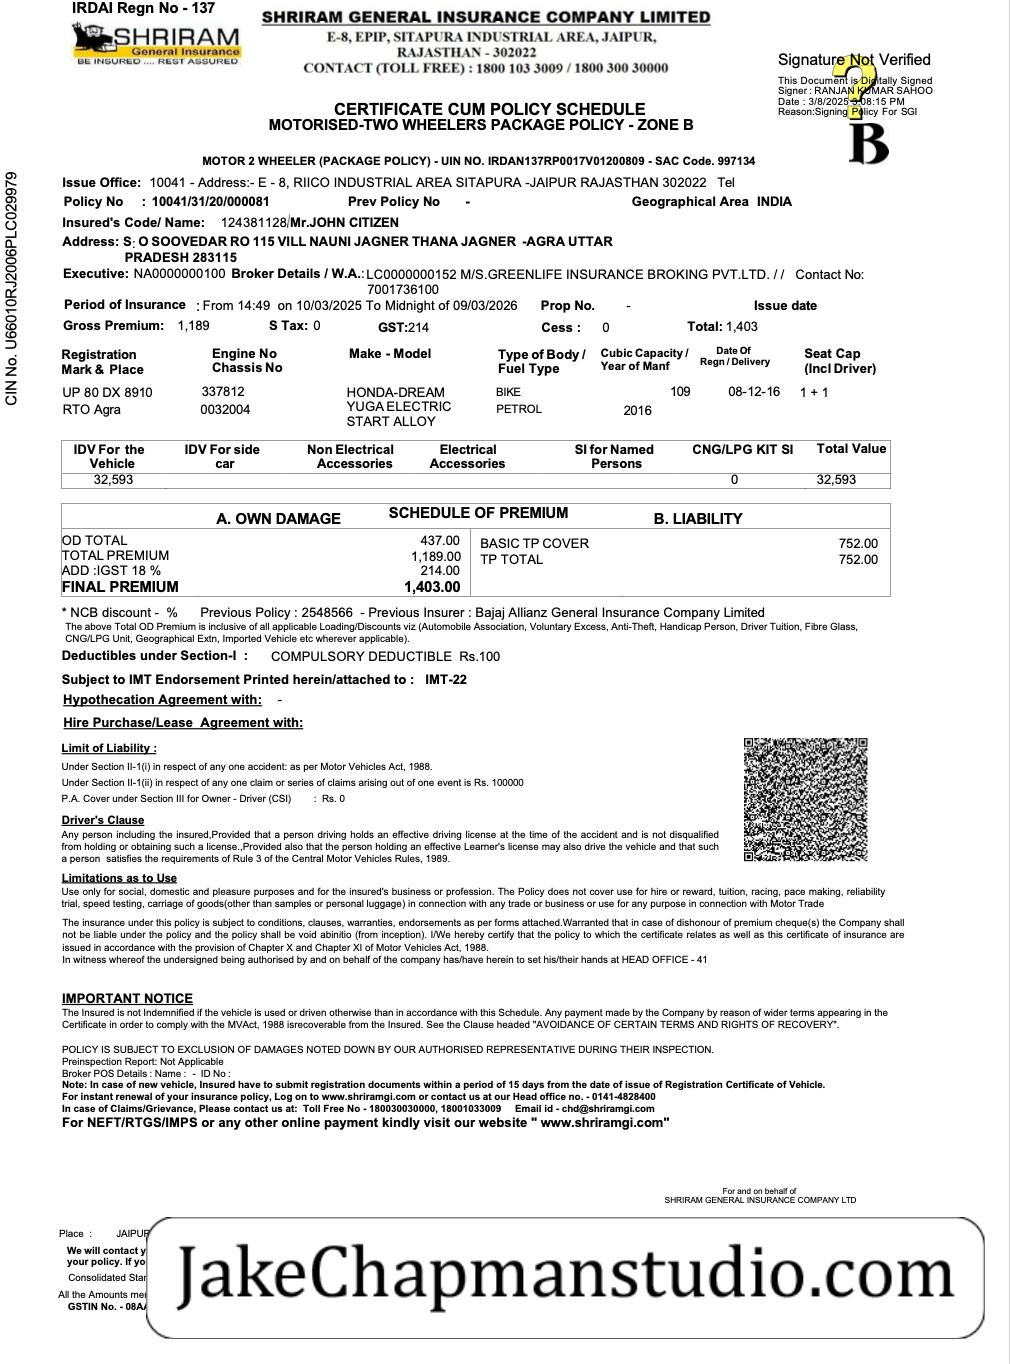 IRDAI Regn No - 137
SHRIRAM
General Insurance
BE INSURED .... REST ASSURED
SHRIRAM GENERAL INSURANCE COMPANY LIMITED
E-8, EPIP, SITAPURA INDUSTRIAL AREA, JAIPUR,
RAJASTHAN - 302022
CONTACT (TOLL FREE) : 1800 103 3009 / 1800 300 30000
Signature Not Verified
This Document is Digitally Signed
Signer : RANJAN KUMAR SAHOO
Date : 3/8/2025 3:08:15 PM
Reason:Signing Policy For SGI
?
B
CERTIFICATE CUM POLICY SCHEDULE
MOTORISED-TWO WHEELERS PACKAGE POLICY - ZONE B
MOTOR 2 WHEELER (PACKAGE POLICY) - UIN NO. IRDAN137RP0017V01200809 - SAC Code. 997134
CIN No. U66010RJ2006PLC029979
Issue Office: 10041 - Address:- E - 8, RIICO INDUSTRIAL AREA SITAPURA -JAIPUR RAJASTHAN 302022 Tel
Policy No : 10041/31/20/000081 Prev Policy No - Geographical Area INDIA
Insured's Code/ Name: 124381128/Mr.JOHN CITIZEN
Address: S: O SOOVEDAR RO 115 VILL NAUNI JAGNER THANA JAGNER -AGRA UTTAR
PRADESH 283115
Executive: NA0000000100 Broker Details / W.A.: LC0000000152 M/S.GREENLIFE INSURANCE BROKING PVT.LTD. / / Contact No:
7001736100
Period of Insurance : From 14:49 on 10/03/2025 To Midnight of 09/03/2026 Prop No. - Issue date
Gross Premium: 1,189 S Tax: 0 GST:214 Cess : 0 Total: 1,403
Registration Engine No Make - Model Type of Body / Cubic Capacity / Date Of Seat Cap
Mark & Place Chassis No Fuel Type Year of Manf Regn / Delivery (Incl Driver)
UP 80 DX 8910 337812 HONDA-DREAM BIKE 109 08-12-16 1 + 1
RTO Agra 0032004 YUGA ELECTRIC PETROL 2016
START ALLOY
IDV For the IDV For side Non Electrical Electrical SI for Named CNG/LPG KIT SI Total Value
Vehicle car Accessories Accessories Persons
32,593 0 32,593
SCHEDULE OF PREMIUM
A. OWN DAMAGE B. LIABILITY
OD TOTAL 437.00 BASIC TP COVER 752.00
TOTAL PREMIUM 1,189.00 TP TOTAL 752.00
ADD :IGST 18 % 214.00
FINAL PREMIUM 1,403.00
* NCB discount - % Previous Policy : 2548566 - Previous Insurer : Bajaj Allianz General Insurance Company Limited
The above Total OD Premium is inclusive of all applicable Loading/Discounts viz (Automobile Association, Voluntary Excess, Anti-Theft, Handicap Person, Driver Tuition, Fibre Glass,
CNG/LPG Unit, Geographical Extn, Imported Vehicle etc wherever applicable).
Deductibles under Section-I : COMPULSORY DEDUCTIBLE Rs.100
Subject to IMT Endorsement Printed herein/attached to : IMT-22
Hypothecation Agreement with: -
Hire Purchase/Lease Agreement with:
Limit of Liability :
Under Section II-1(i) in respect of any one accident: as per Motor Vehicles Act, 1988.
Under Section II-1(ii) in respect of any one claim or series of claims arising out of one event is Rs. 100000
P.A. Cover under Section III for Owner - Driver (CSI) : Rs. 0
Driver's Clause
Any person including the insured,Provided that a person driving holds an effective driving license at the time of the accident and is not disqualified
from holding or obtaining such a license.,Provided also that the person holding an effective Learner's license may also drive the vehicle and that such
a person satisfies the requirements of Rule 3 of the Central Motor Vehicles Rules, 1989.
Limitations as to Use
Use only for social, domestic and pleasure purposes and for the insured's business or profession. The Policy does not cover use for hire or reward, tuition, racing, pace making, reliability
trial, speed testing, carriage of goods(other than samples or personal luggage) in connection with any trade or business or use for any purpose in connection with Motor Trade
The insurance under this policy is subject to conditions, clauses, warranties, endorsements as per forms attached.Warranted that in case of dishonour of premium cheque(s) the Company shall
not be liable under the policy and the policy shall be void abinitio (from inception). I/We hereby certify that the policy to which the certificate relates as well as this certificate of insurance are
issued in accordance with the provision of Chapter X and Chapter XI of Motor Vehicles Act, 1988.
In witness whereof the undersigned being authorised by and on behalf of the company has/have herein to set his/their hands at HEAD OFFICE - 41
IMPORTANT NOTICE
The Insured is not Indemnified if the vehicle is used or driven otherwise than in accordance with this Schedule. Any payment made by the Company by reason of wider terms appearing in the
Certificate in order to comply with the MVAct, 1988 isrecoverable from the Insured. See the Clause headed "AVOIDANCE OF CERTAIN TERMS AND RIGHTS OF RECOVERY".
POLICY IS SUBJECT TO EXCLUSION OF DAMAGES NOTED DOWN BY OUR AUTHORISED REPRESENTATIVE DURING THEIR INSPECTION.
Preinspection Report: Not Applicable
Broker POS Details : Name : - ID No :
Note: In case of new vehicle, Insured have to submit registration documents within a period of 15 days from the date of issue of Registration Certificate of Vehicle.
For instant renewal of your insurance policy, Log on to www.shriramgi.com or contact us at our Head office no. - 0141-4828400
In case of Claims/Grievance, Please contact us at: Toll Free No - 180030030000, 18001033009 Email id - chd@shriramgi.com
For NEFT/RTGS/IMPS or any other online payment kindly visit our website " www.shriramgi.com"
For and on behalf of
SHRIRAM GENERAL INSURANCE COMPANY LTD
Place : JAIPUR
We will contact y
your policy. If yo
Consolidated Star
All the Amounts me
GSTIN No. - 08A
JakeChapmanstudio.com